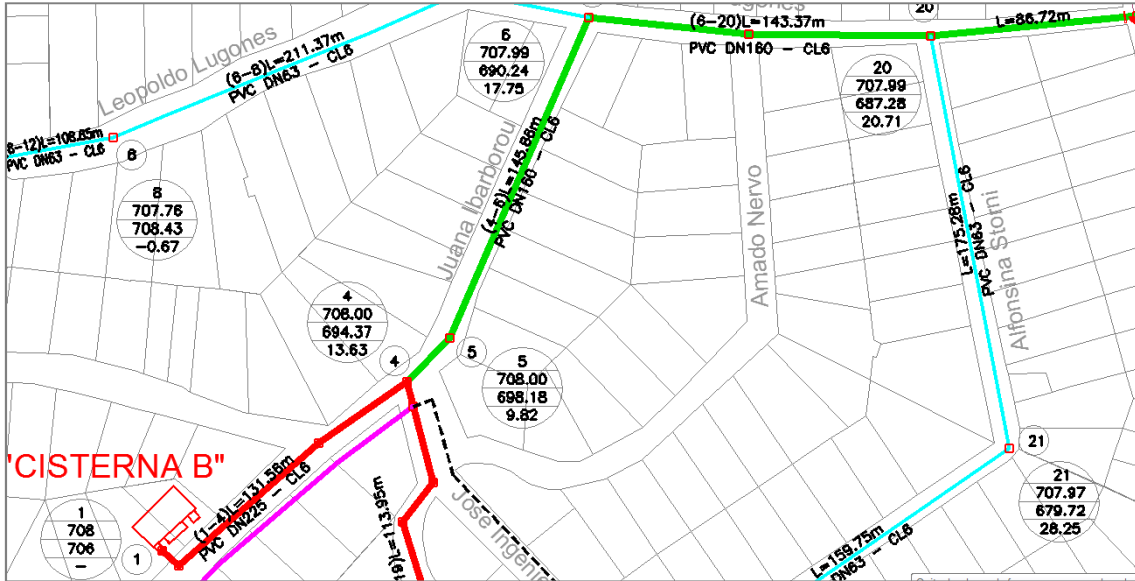 20
(6-20)L=143.37m
PVC DN160 - CL6
L=86.72m
Leopoldo Lugones
(6-8)L=211.37m
PVC DN63 - CL6
8-12)L=108.65m
PVC DN63 - CL6
8
6
707.99
690.24
17.75
20
707.99
687.28
20.71
8
707.76
708.43
-0.67
Juana Ibarborou
(4-6)L=145.86m
PVC DN160 - CL6
Amado Nervo
L=175.28m
PVC DN63 - CL6
Alfonsina Storni
4
708.00
694.37
13.63
4
5
5
708.00
698.18
9.82
21
21
707.97
679.72
28.25
"CISTERNA B"
1
708
706
-
1
(1-4)L=131.58m
PVC DN225 - CL6
19)L=113.95m
Jose Ingenie
L=159.75m
DN63 - CL6